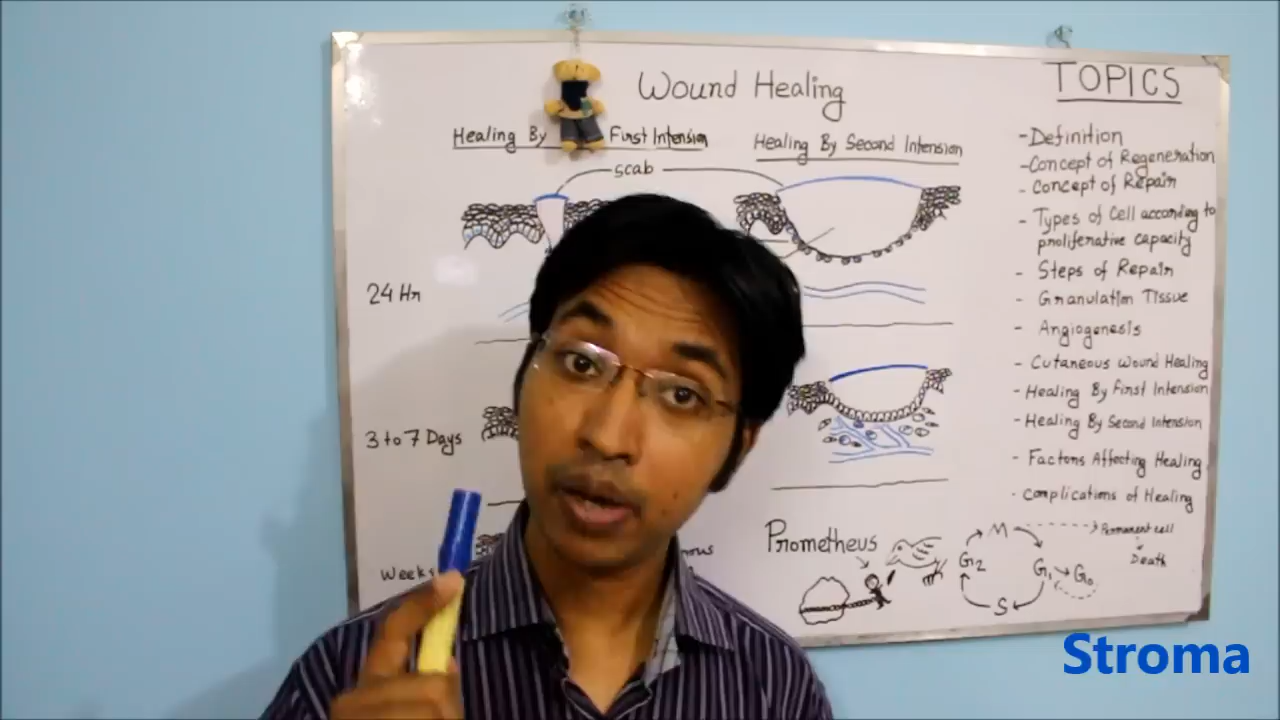 Wound Healing
Healing By First Intension
Healing By Second Intension
scab
24 Hr
3 to 7 Days
Weeks
Prometheus
M
G2
G1
G0
S
Permanent cell
Death
TOPICS
- Definition
- Concept of Regeneration
- Concept of Repair
- Types of Cell according to
proliferative capacity
- Steps of Repair
- Granulation Tissue
- Angiogenesis
- Cutaneous Wound Healing
- Healing By First Intension
- Healing By Second Intension
- Factors Affecting Healing
- Complications of Healing
Stroma